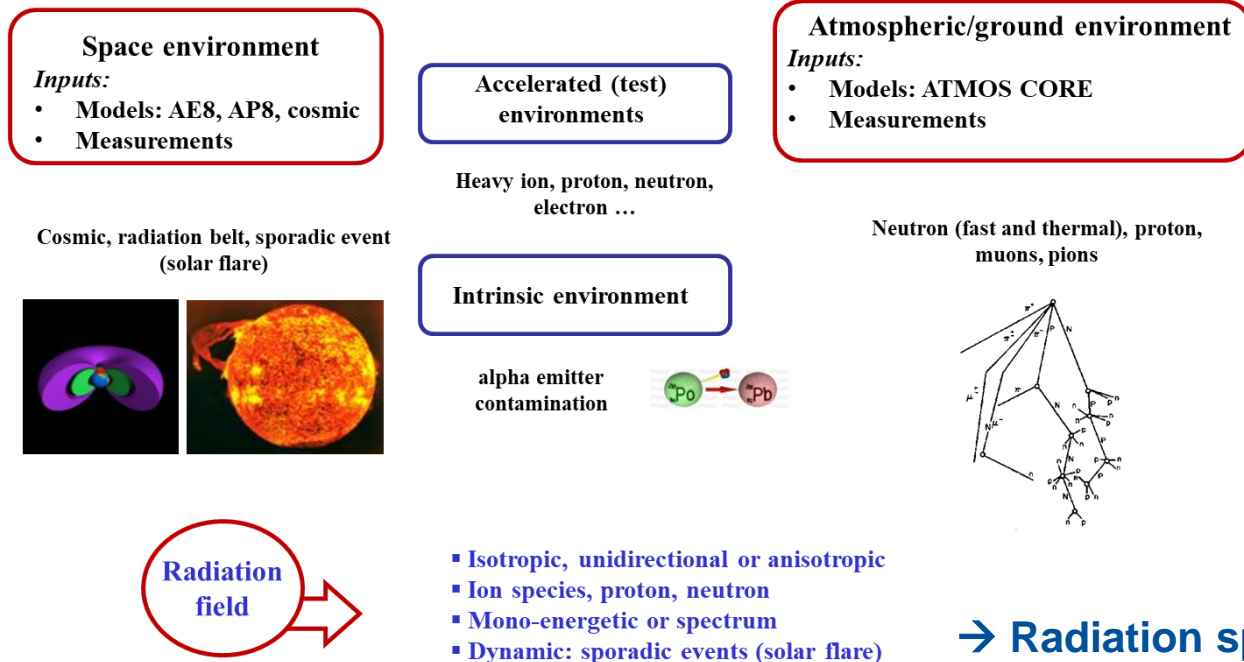 Space environment
Inputs:
• Models: AE8, AP8, cosmic
• Measurements
Accelerated (test)
environments
Atmospheric/ground environment
Inputs:
• Models: ATMOS CORE
• Measurements
Heavy ion, proton, neutron,
electron …
Cosmic, radiation belt, sporadic event
(solar flare)
Neutron (fast and thermal), proton,
muons, pions
Intrinsic environment
alpha emitter
contamination
Po
Pb
Radiation
field
▪ Isotropic, unidirectional or anisotropic
▪ Ion species, proton, neutron
▪ Mono-energetic or spectrum
▪ Dynamic: sporadic events (solar flare)
→ Radiation sp